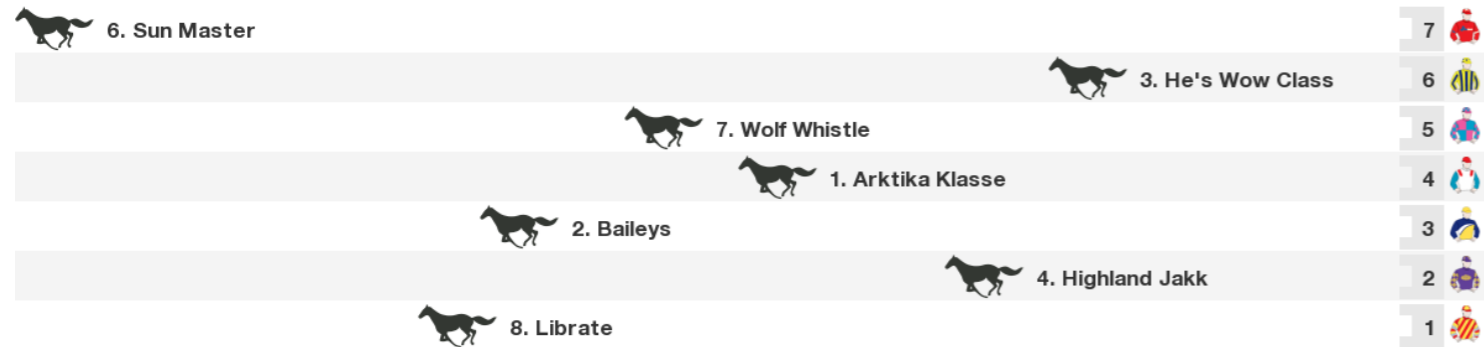 6. Sun Master 7
3. He's Wow Class 6
7. Wolf Whistle 5
1. Arktika Klasse 4
2. Baileys 3
4. Highland Jakk 2
8. Librate 1